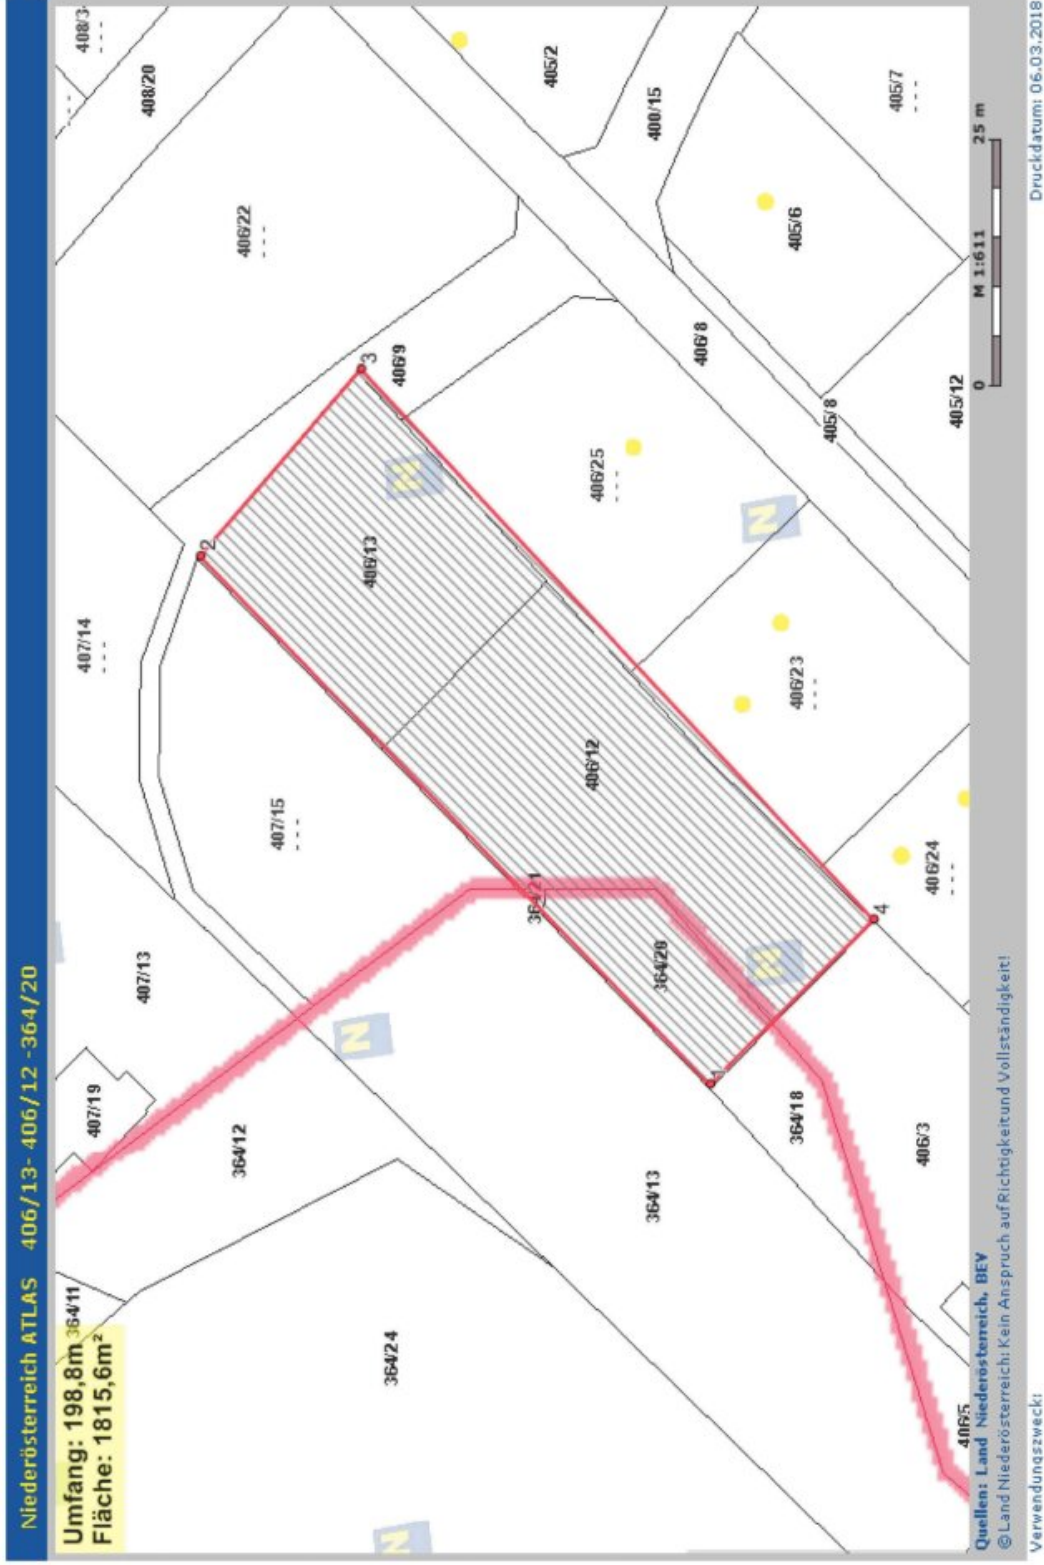 Niederösterreich ATLAS 406/13- 406/12 -364/20
Umfang: 198,8m
Fläche: 1815,6m²
364/11
407/19
407/13
407/14
408/20
408/3
364/12
407/15
406/22
364/24
364/13
364/21
406/13
2
3
406/9
405/2
364/20
406/12
406/25
400/15
1
364/18
406/23
406/8
405/6
4
406/3
406/24
405/8
405/7
406/5
405/12
N
N
N
N
N
0 M 1:611 25 m
Quellen: Land Niederösterreich, BEV
©Land Niederösterreich: Kein Anspruch auf Richtigkeit und Vollständigkeit!
Verwendungszweck:
Druckdatum: 06.03.2018